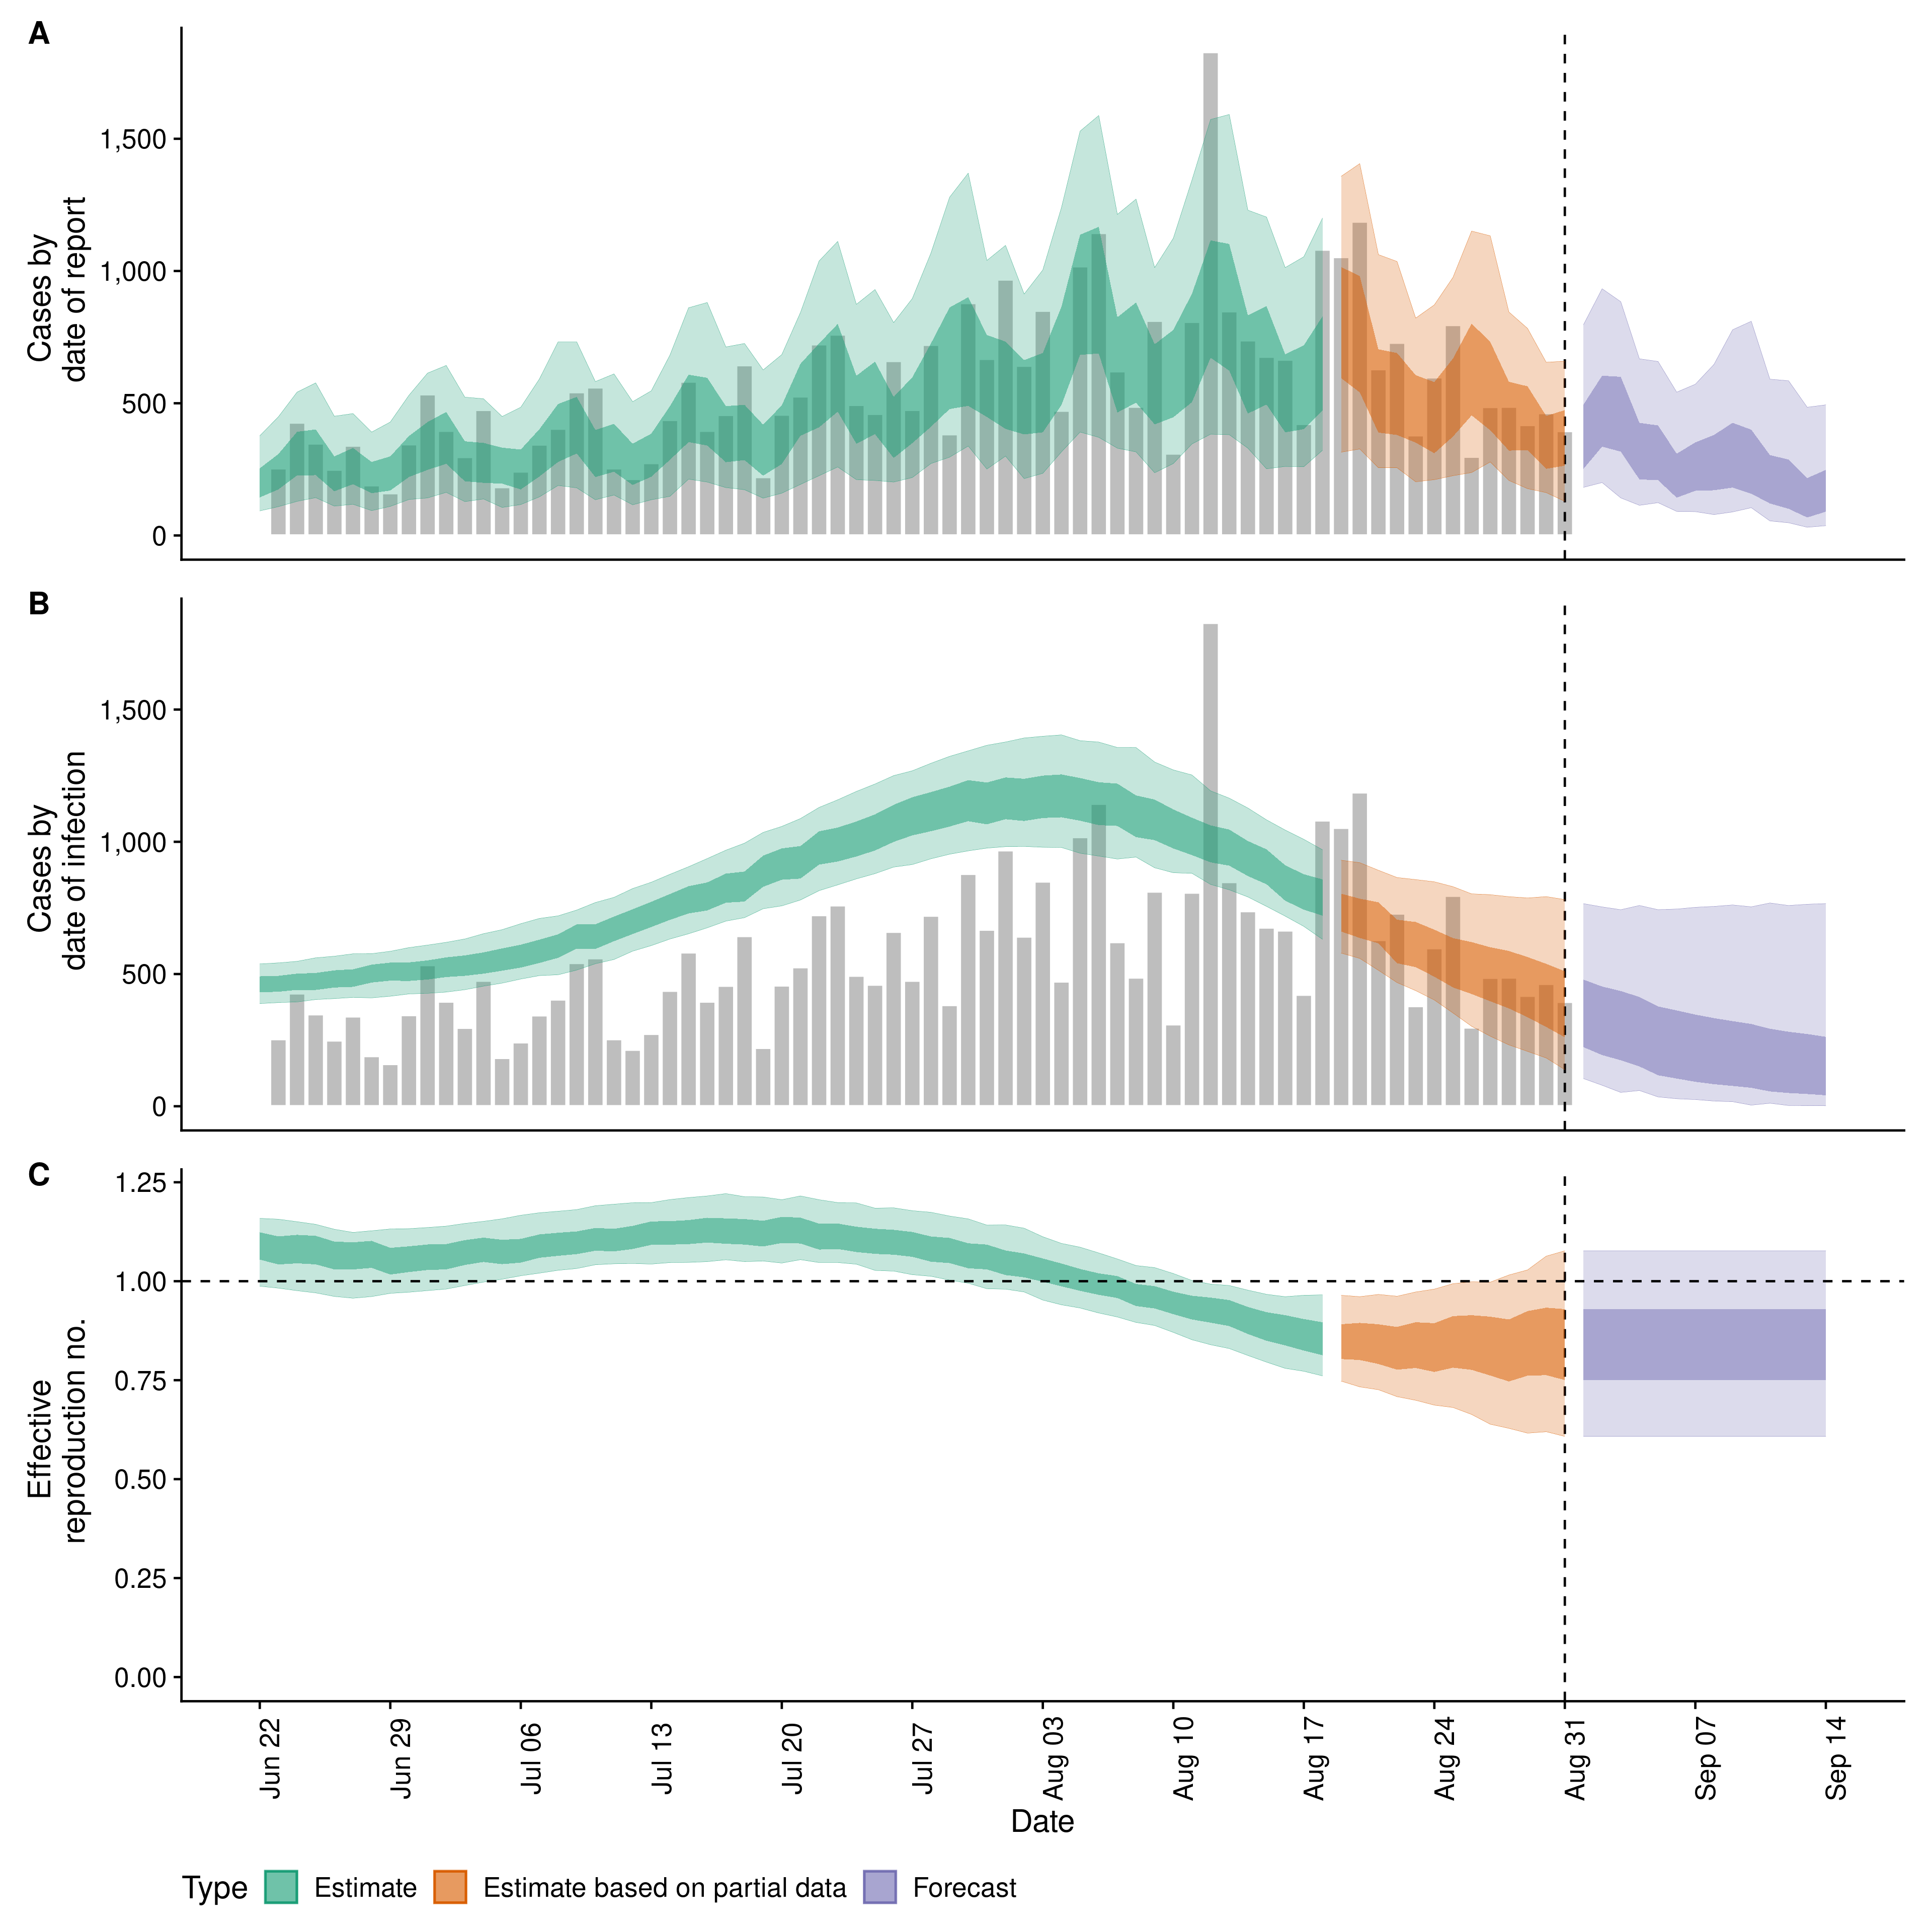 A
Cases by
date of report
1,500
1,000
500
0
B
Cases by
date of infection
1,500
1,000
500
0
C
Effective
reproduction no.
1.25
1.00
0.75
0.50
0.25
0.00
Jun 22
Jun 29
Jul 06
Jul 13
Jul 20
Jul 27
Aug 03
Aug 10
Aug 17
Aug 24
Aug 31
Sep 07
Sep 14
Date
Type Estimate Estimate based on partial data Forecast